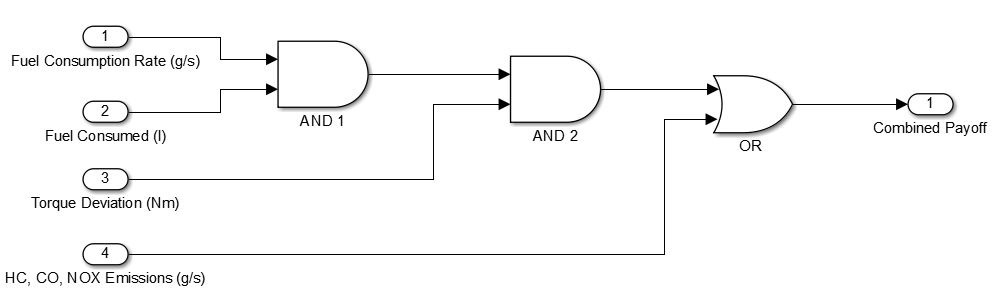 1
Fuel Consumption Rate (g/s)
2
Fuel Consumed (l)
3
Torque Deviation (Nm)
4
HC, CO, NOX Emissions (g/s)
AND 1
AND 2
OR
1
Combined Payoff